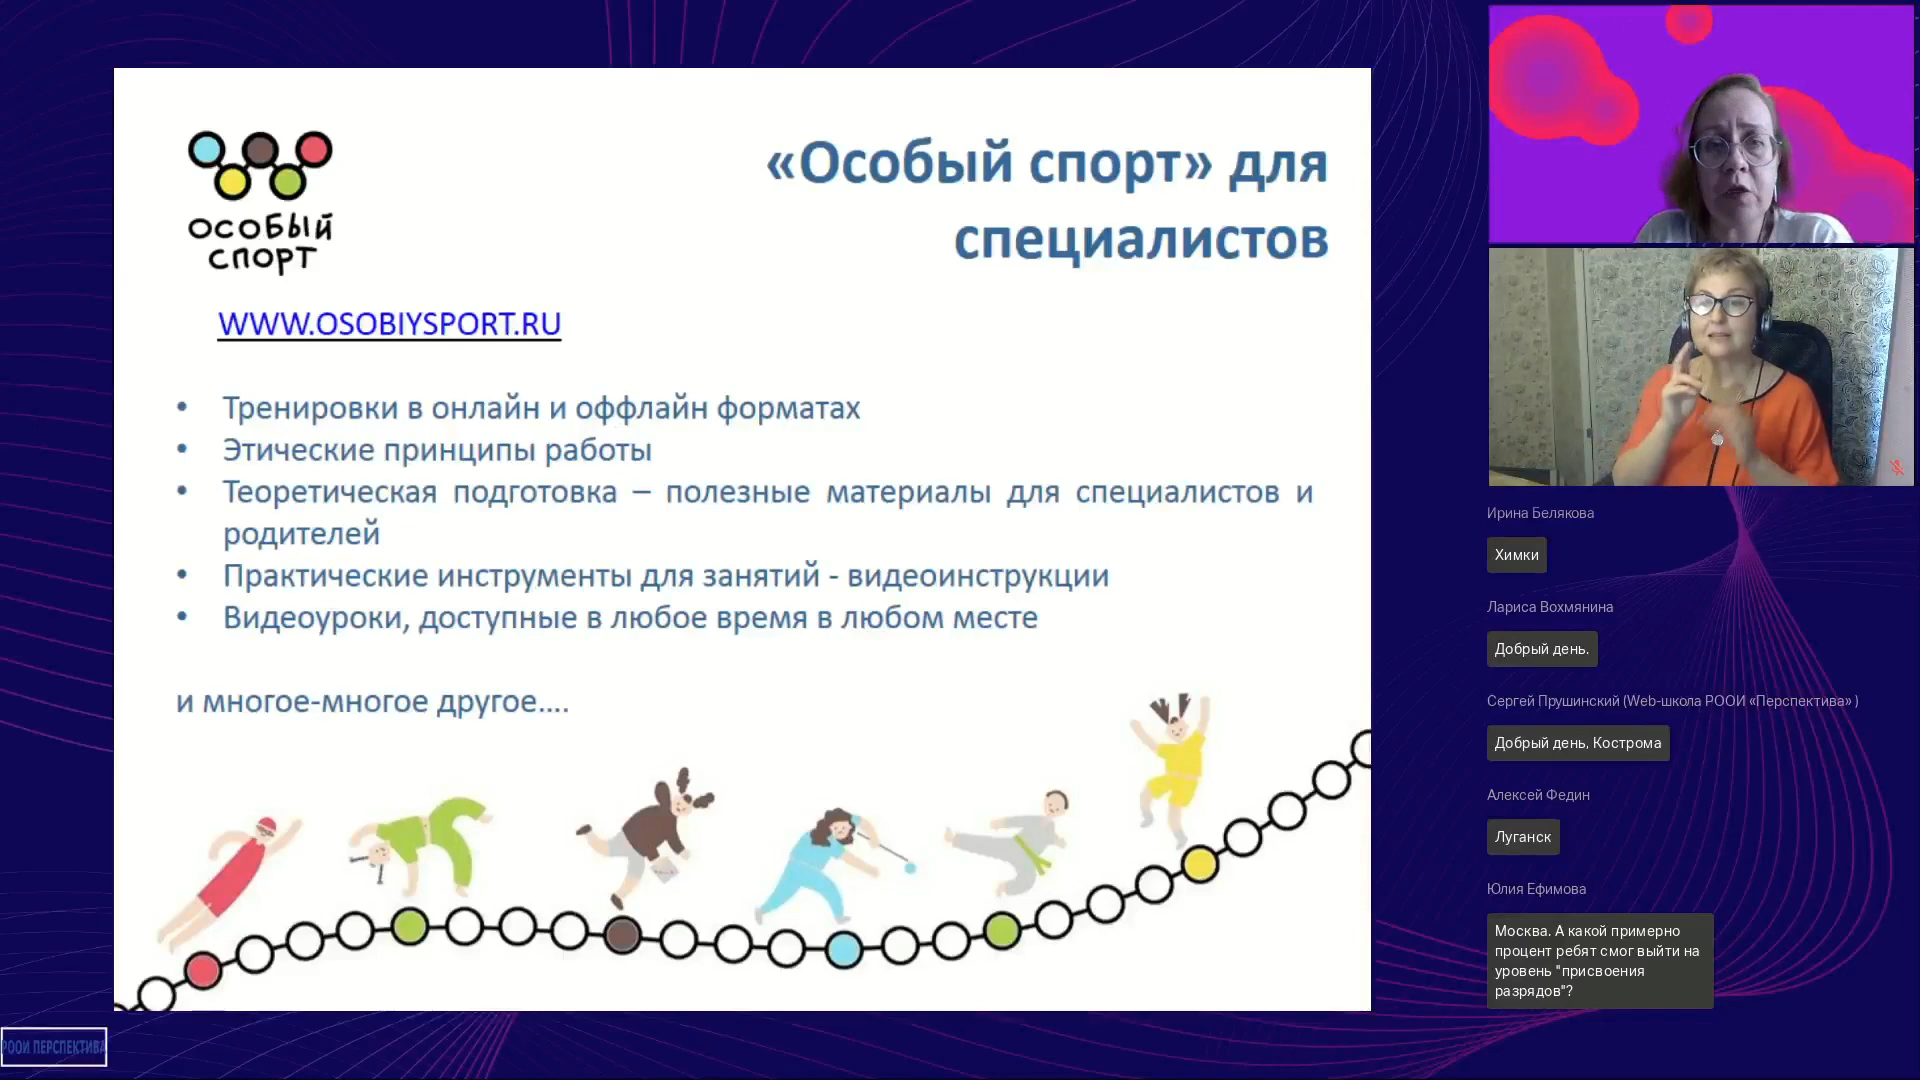 ОСОБЫЙ
СПОРТ
«Особый спорт» для
специалистов
WWW.OSOBIYSPORT.RU
• Тренировки в онлайн и оффлайн форматах
• Этические принципы работы
• Теоретическая подготовка – полезные материалы для специалистов и
родителей
• Практические инструменты для занятий - видеоинструкции
• Видеоуроки, доступные в любое время в любом месте
и многое-многое другое....
Ирина Белякова
Химки
Лариса Вохмянина
Добрый день.
Сергей Прушинский (Web-школа РООИ «Перспектива» )
Добрый день, Кострома
Алексей Федин
Луганск
Юлия Ефимова
Москва. А какой примерно
процент ребят смог выйти на
уровень "присвоения
разрядов"?
РООИ ПЕРСПЕКТИВА